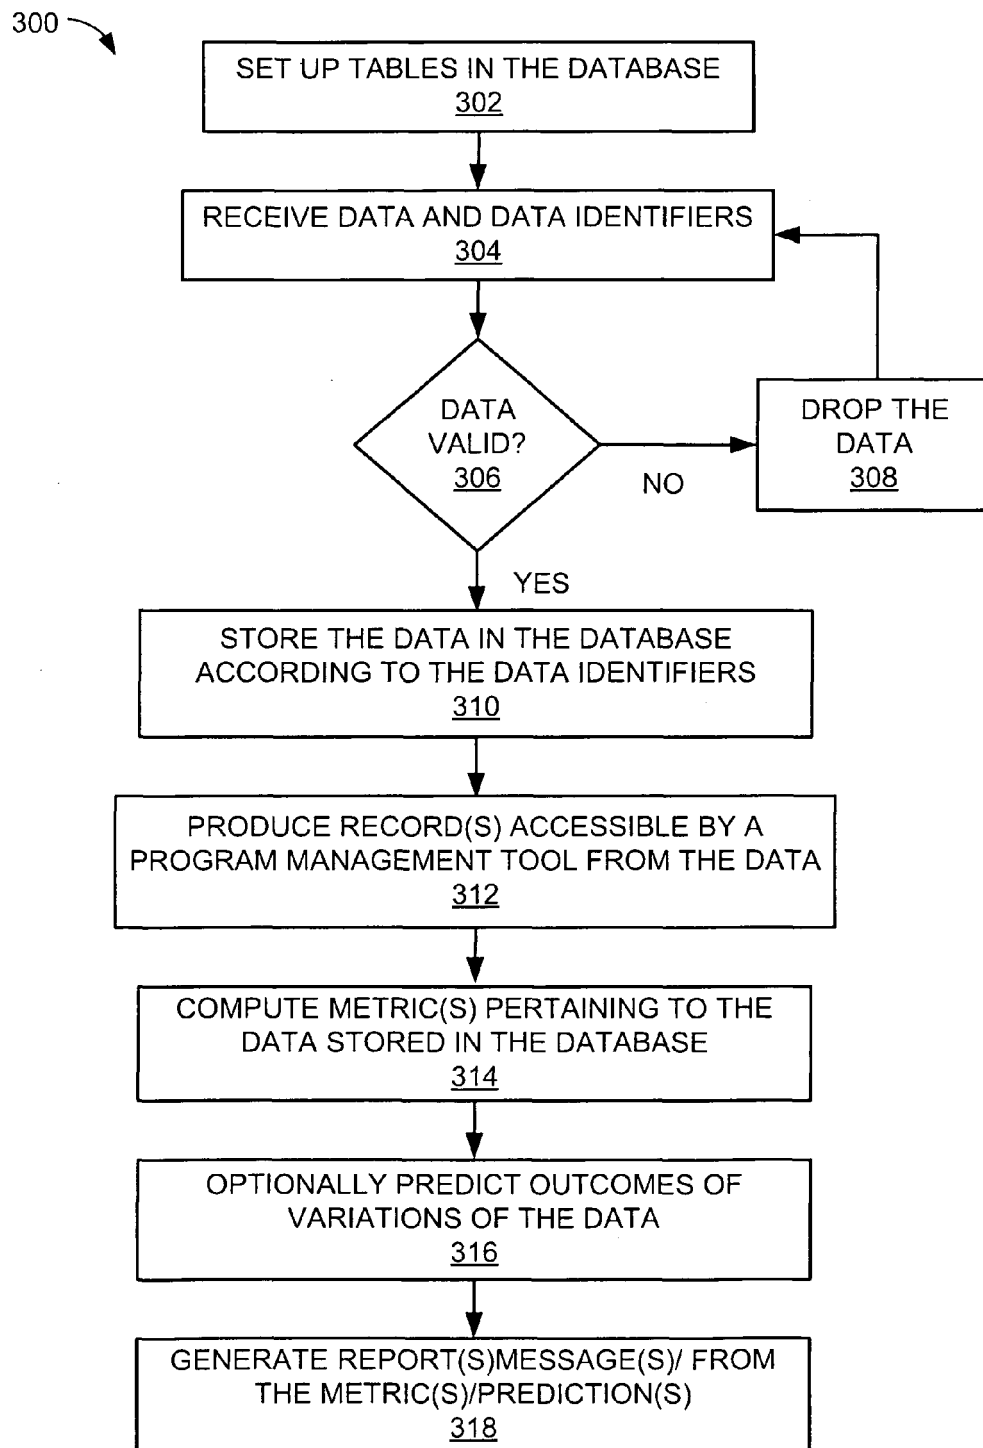 300
SET UP TABLES IN THE DATABASE
302
RECEIVE DATA AND DATA IDENTIFIERS
304
DATA
VALID?
306
NO
DROP THE
DATA
308
YES
STORE THE DATA IN THE DATABASE
ACCORDING TO THE DATA IDENTIFIERS
310
PRODUCE RECORD(S) ACCESSIBLE BY A
PROGRAM MANAGEMENT TOOL FROM THE DATA
312
COMPUTE METRIC(S) PERTAINING TO THE
DATA STORED IN THE DATABASE
314
OPTIONALLY PREDICT OUTCOMES OF
VARIATIONS OF THE DATA
316
GENERATE REPORT(S)MESSAGE(S)/ FROM
THE METRIC(S)/PREDICTION(S)
318